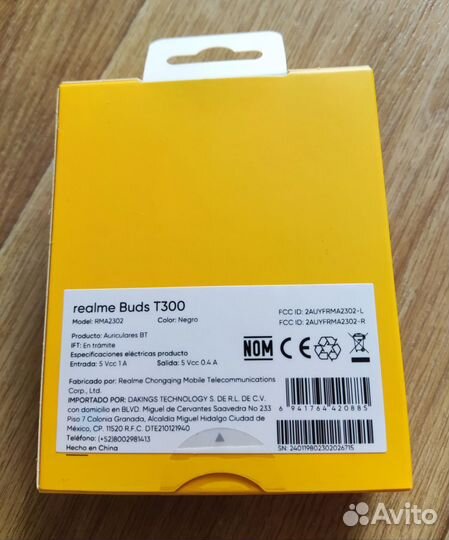 realme Buds T300
Model: RMA2302 Color: Negro
Producto: Auriculares BT
IFT: En trámite
Especificaciones eléctricas producto
Entrada: 5 Vcc 1 A Salida: 5 Vcc 0.4 A
FCC ID: 2AUYFRMA2302-L
FCC ID: 2AUYFRMA2302-R
NOM CE
Fabricado por: Realme Chongqing Mobile Telecommunications
Corp., Ltd.
IMPORTADO POR: DAKINGS TECHNOLOGY S. DE R.L. DE C.V.
con domicilio en BLVD. Miguel de Cervantes Saavedra No 233
Piso 7 Colonia Granada, Alcaldía Miguel Hidalgo Ciudad de
México, CP. 11520 R.F.C. DTE210121940
Teléfono: (+52)8002981413
Hecho en China
6 941764 420885
SN: 240119802302026715
Avito